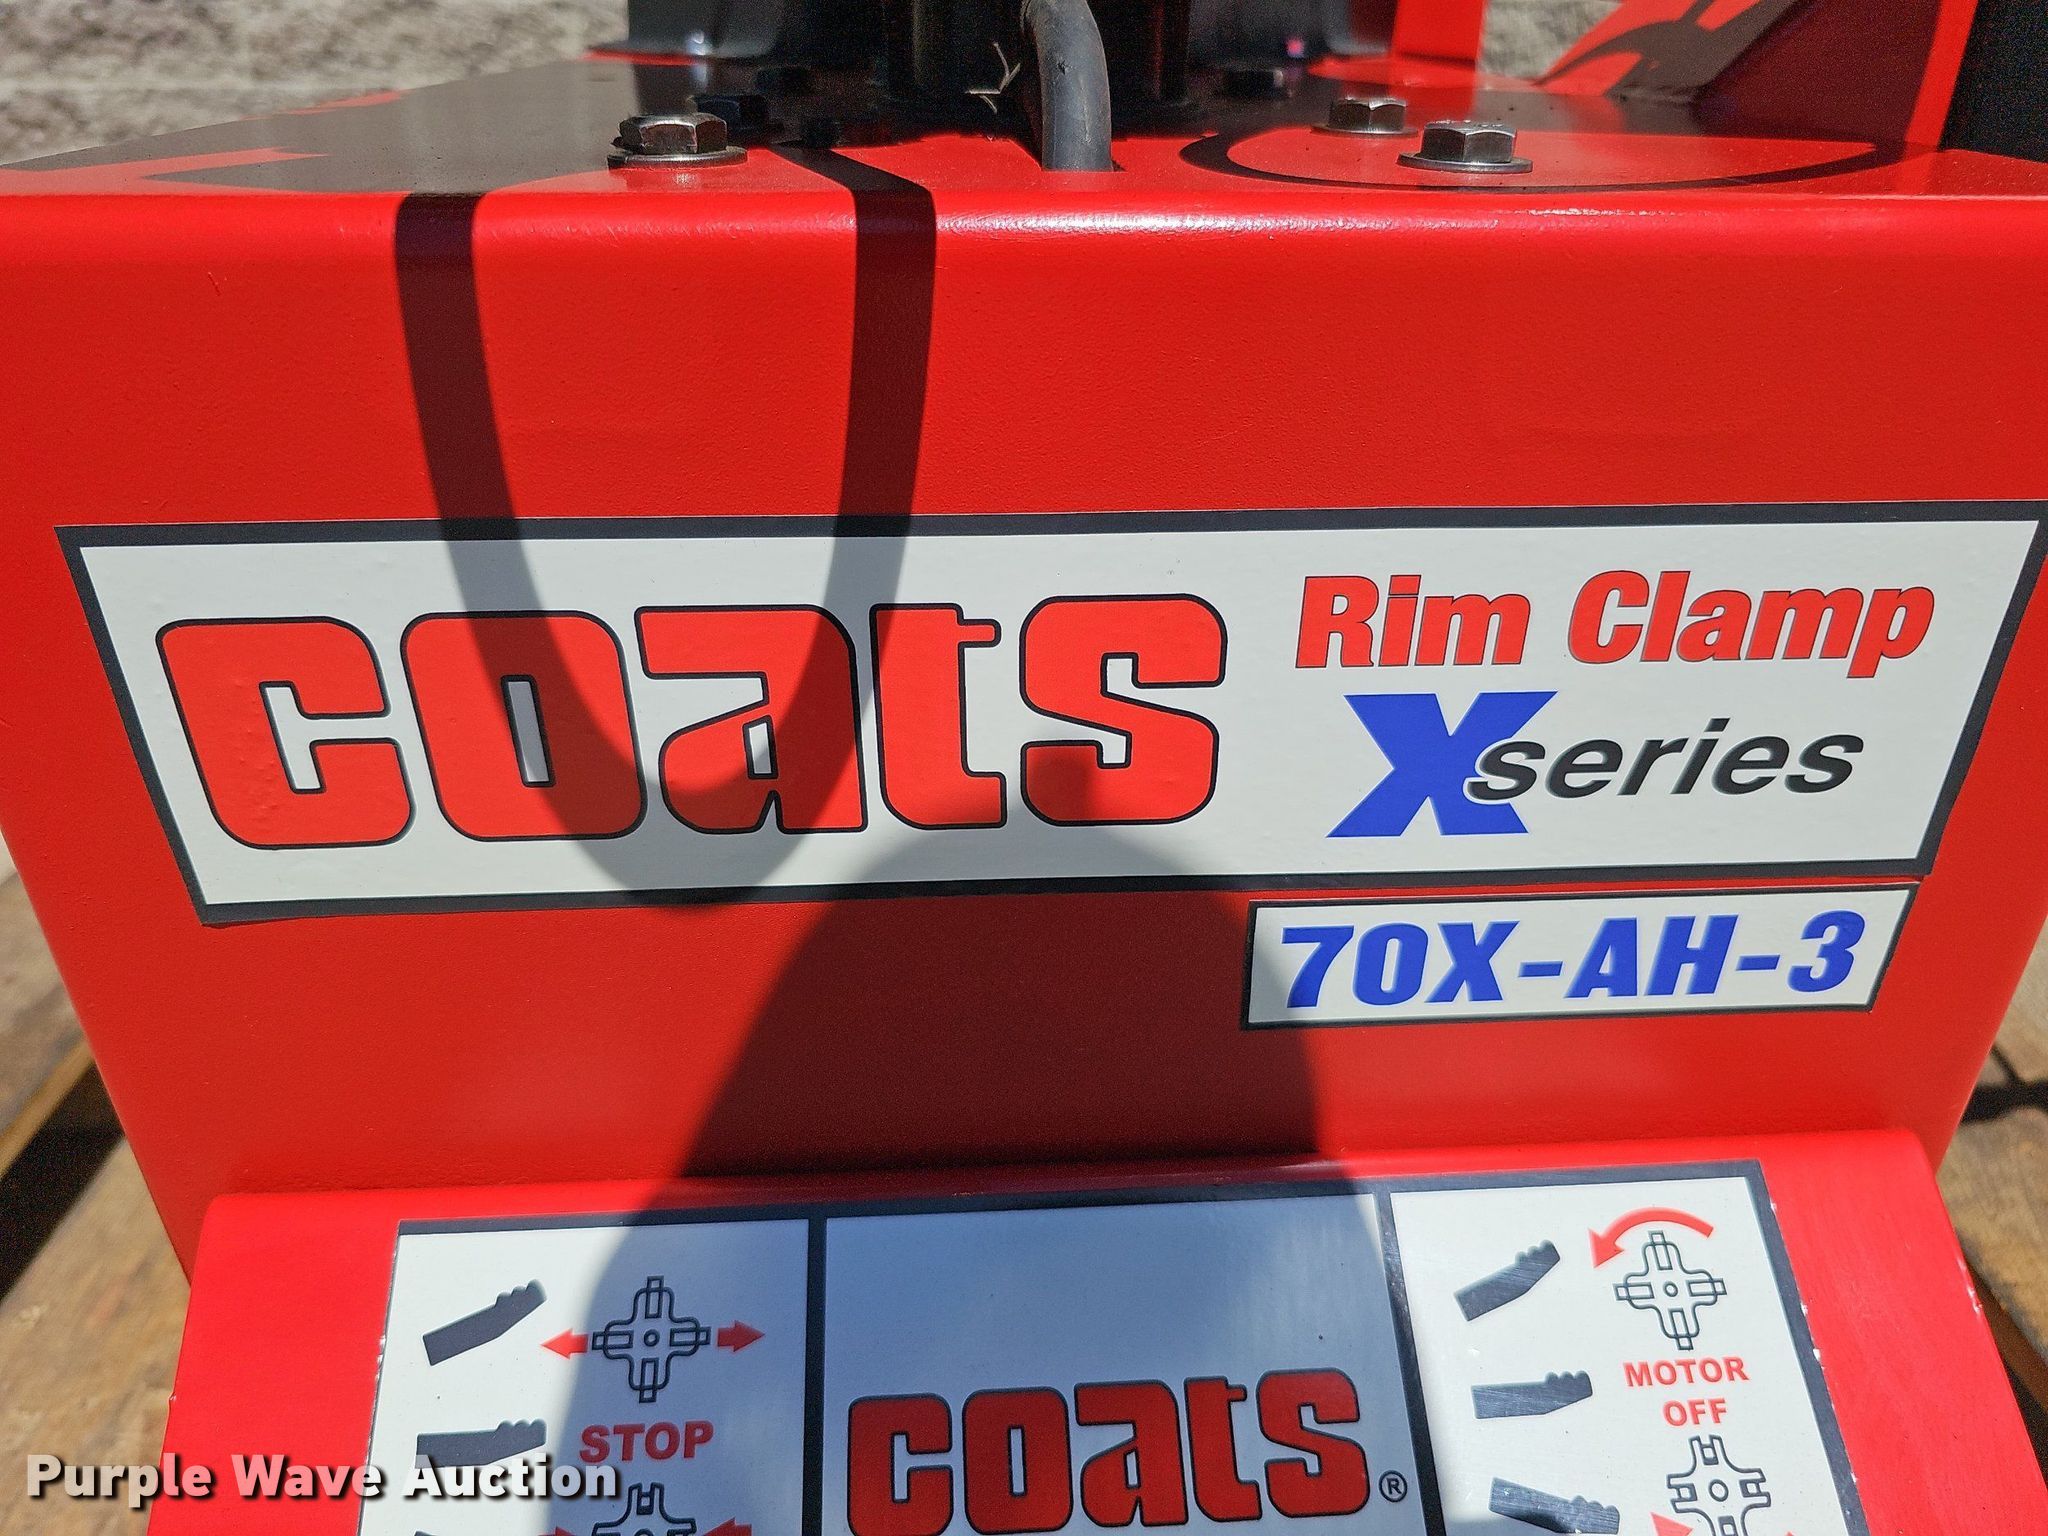 coats
Rim Clamp
X series
70X-AH-3
STOP
coats®
MOTOR
OFF
Purple Wave Auction